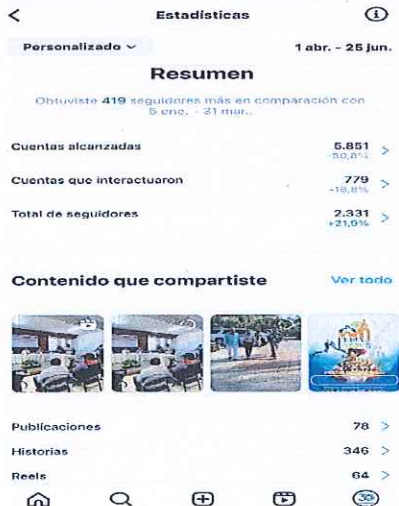 Estadísticas
Personalizado
1 abr. - 25 jun.
Resumen
Obtuviste 419 seguidores más en comparación con
5 ene. - 31 mar..
Cuentas alcanzadas
5.851
-50,8%
Cuentas que interactuaron
779
-16,8%
Total de seguidores
2.331
+21,9%
Contenido que compartiste
Ver todo
Publicaciones
78
Historias
346
Reels
64